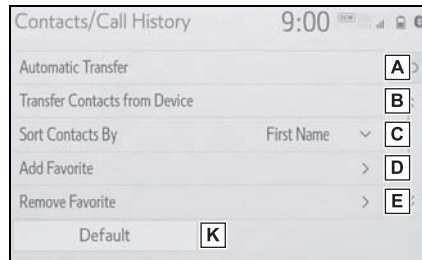 Contacts/Call History 9:00 DCM
Automatic Transfer A
Transfer Contacts from Device B
Sort Contacts By First Name C
Add Favorite D
Remove Favorite E
Default K